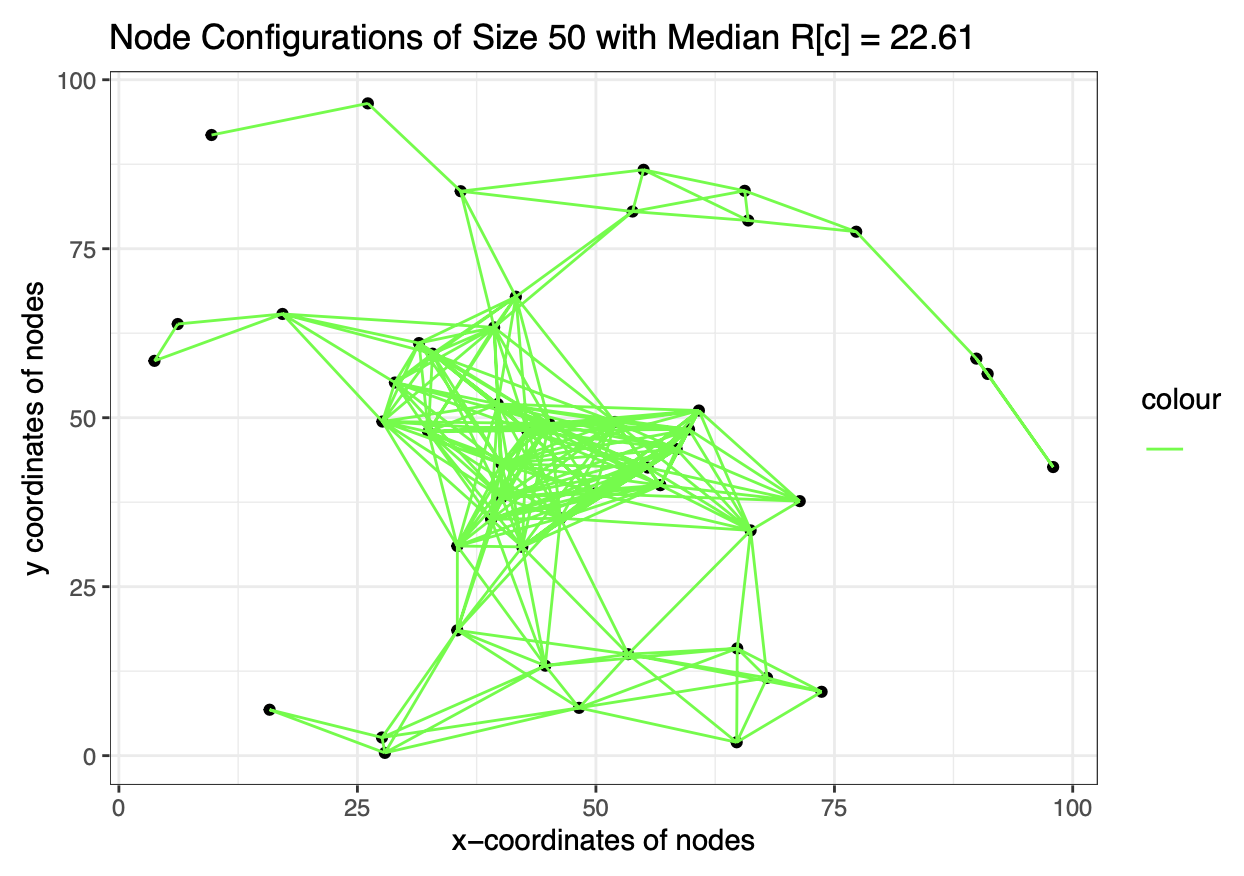 Node Configurations of Size 50 with Median R[c] = 22.61
100
75
50
25
0
y coordinates of nodes
0 25 50 75 100
x−coordinates of nodes
colour